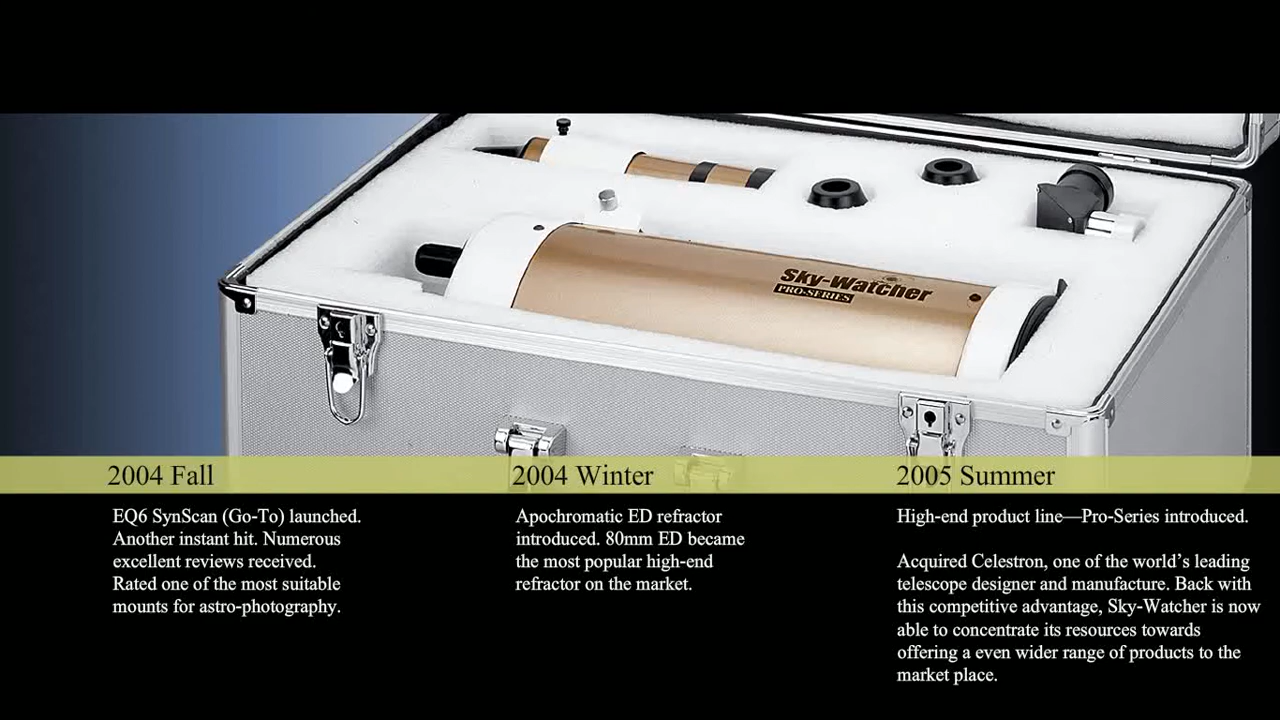 Sky-Watcher
PRO-SERIES
2004 Fall
EQ6 SynScan (Go-To) launched.
Another instant hit. Numerous
excellent reviews received.
Rated one of the most suitable
mounts for astro-photography.
2004 Winter
Apochromatic ED refractor
introduced. 80mm ED became
the most popular high-end
refractor on the market.
2005 Summer
High-end product line—Pro-Series introduced.
Acquired Celestron, one of the world’s leading
telescope designer and manufacture. Back with
this competitive advantage, Sky-Watcher is now
able to concentrate its resources towards
offering a even wider range of products to the
market place.